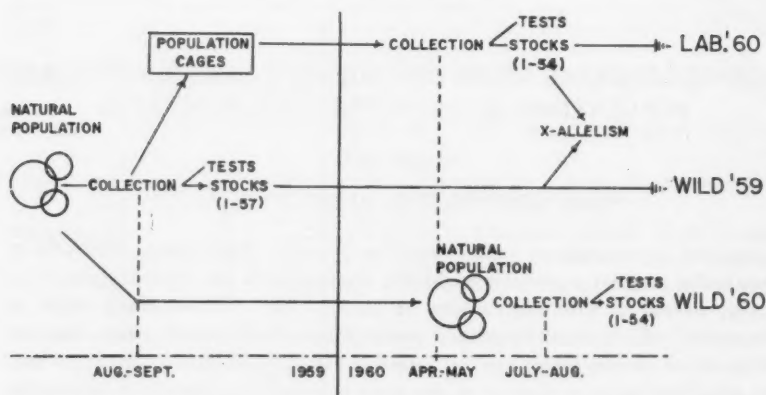 POPULATION
CAGES
COLLECTION
TESTS
STOCKS
(1-54)
LAB.'60
X-ALLELISM
NATURAL
POPULATION
COLLECTION
TESTS
STOCKS
(1-57)
WILD '59
NATURAL
POPULATION
COLLECTION
TESTS
STOCKS
(1-54)
WILD '60
AUG.-SEPT. 1959 1960 APR.-MAY JULY-AUG.